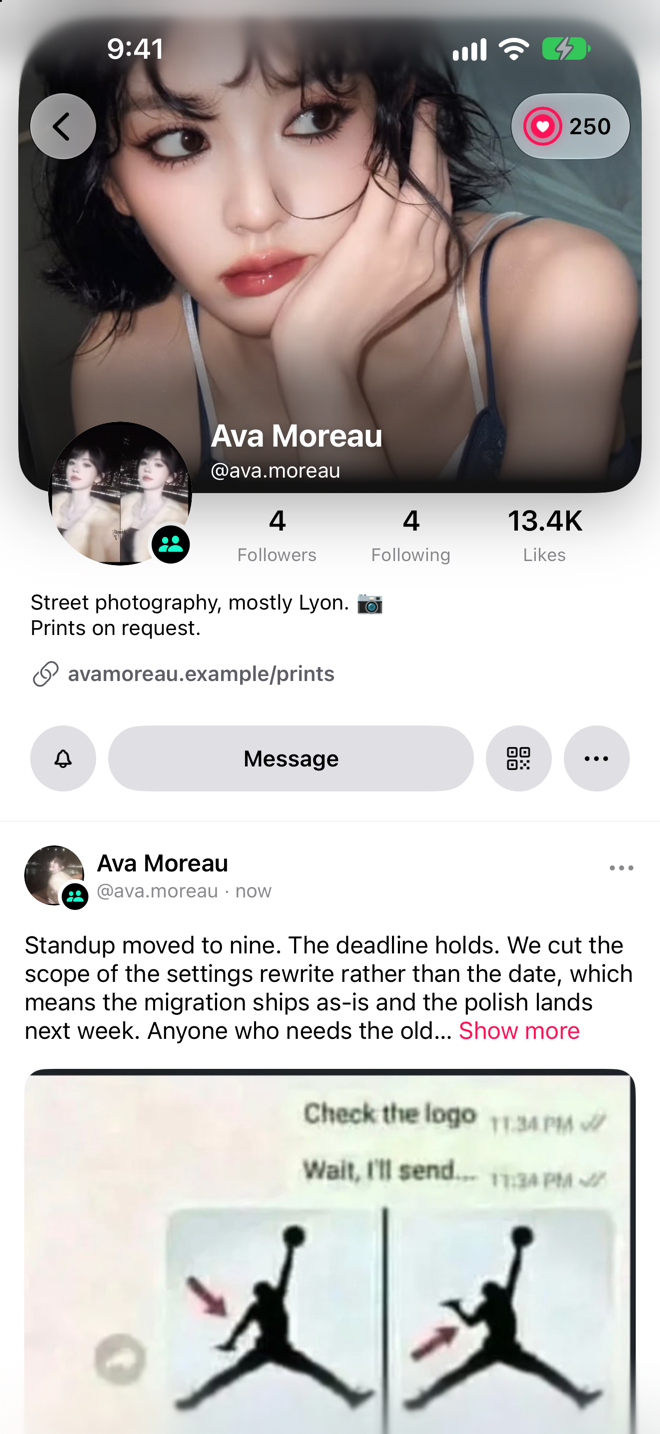 9:41
250
Ava Moreau
@ava.moreau
4
Followers
4
Following
13.4K
Likes
Street photography, mostly Lyon. 📷
Prints on request.
avamoreau.example/prints
Message
Ava Moreau
@ava.moreau · now
Standup moved to nine. The deadline holds. We cut the
scope of the settings rewrite rather than the date, which
means the migration ships as-is and the polish lands
next week. Anyone who needs the old... Show more
Check the logo 11:34 PM
Wait, I'll send... 11:34 PM